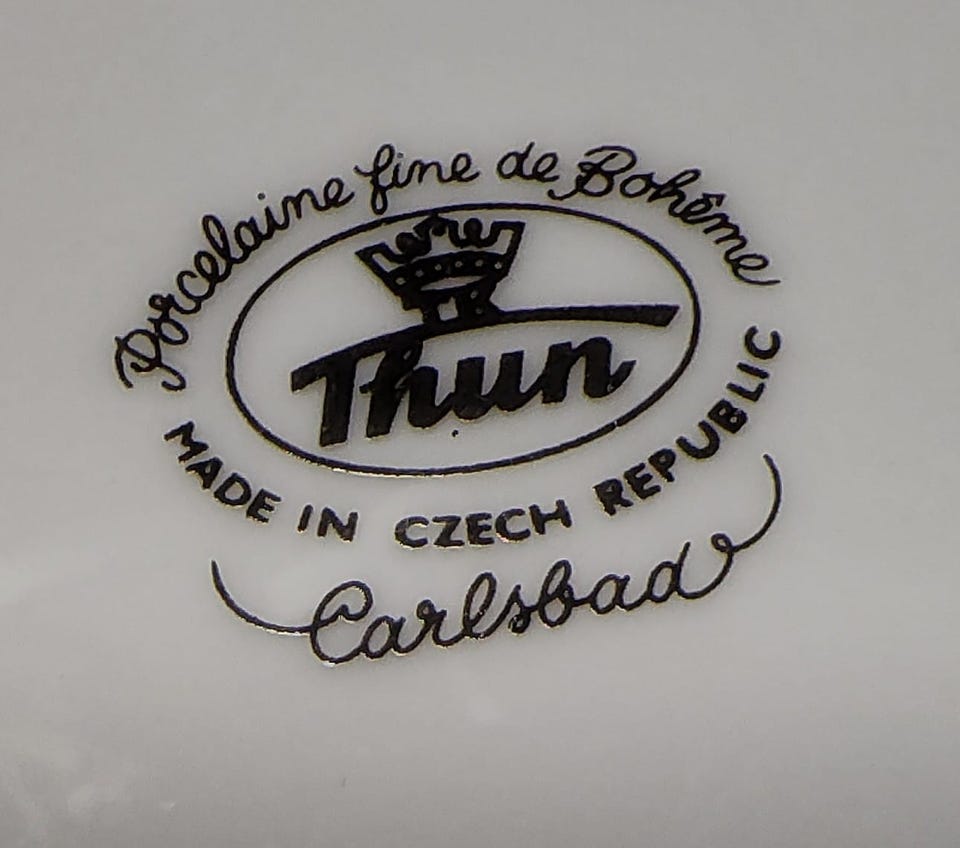 Porcelaine fine de Bohême
Thun
MADE IN CZECH REPUBLIC
Carlsbad